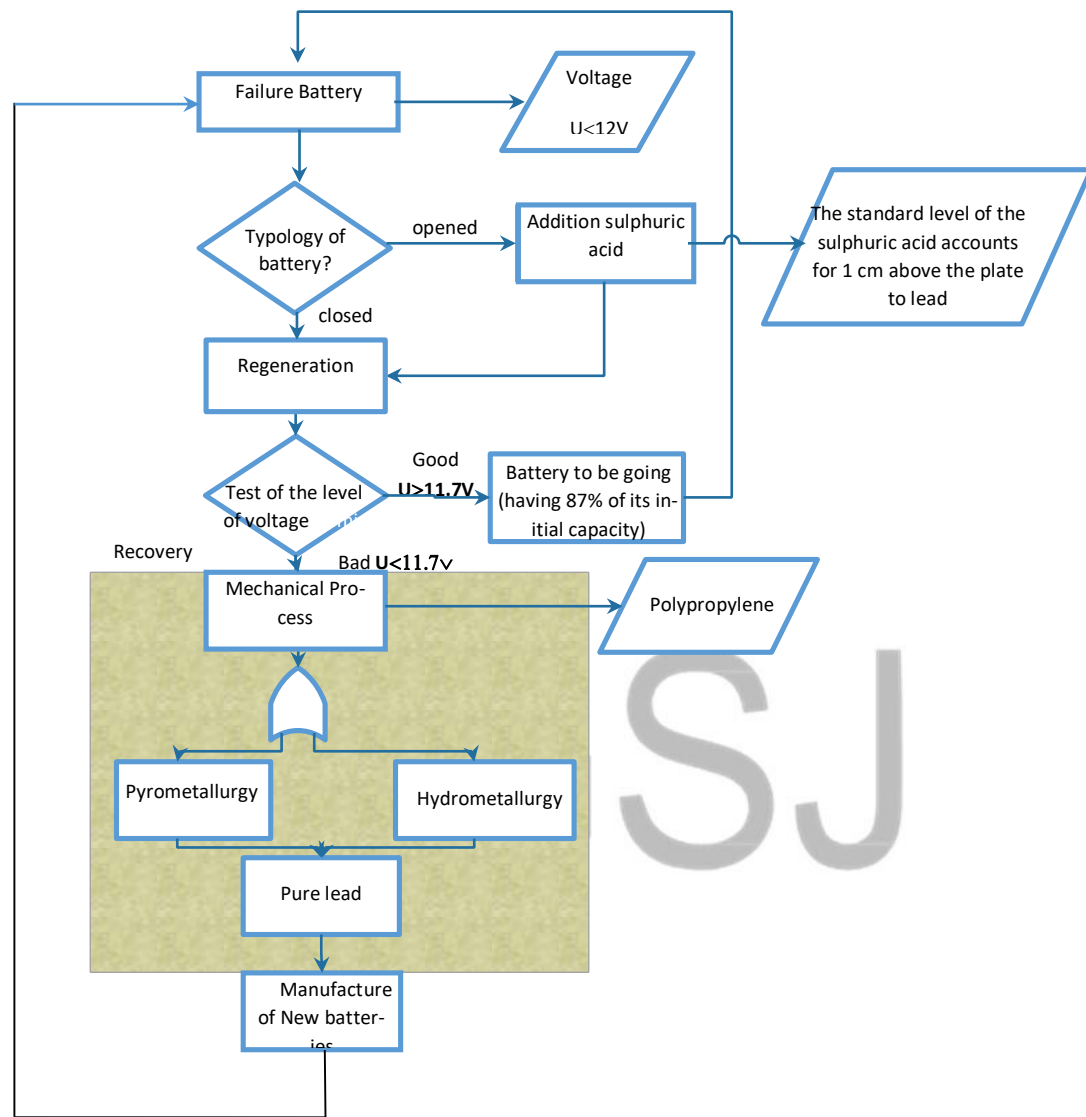 Failure Battery
Voltage
U<12V
Typology of
battery?
opened
Addition sulphuric
acid
The standard level of the
sulphuric acid accounts
for 1 cm above the plate
to lead
closed
Regeneration
Test of the level
of voltage
Good
U>11.7V
Battery to be going
(having 87% of its in-
itial capacity)
Recovery
Bad U<11.7v
Mechanical Pro-
cess
Polypropylene
Pyrometallurgy
Hydrometallurgy
Pure lead
Manufacture
of New batter-
ies
SJ